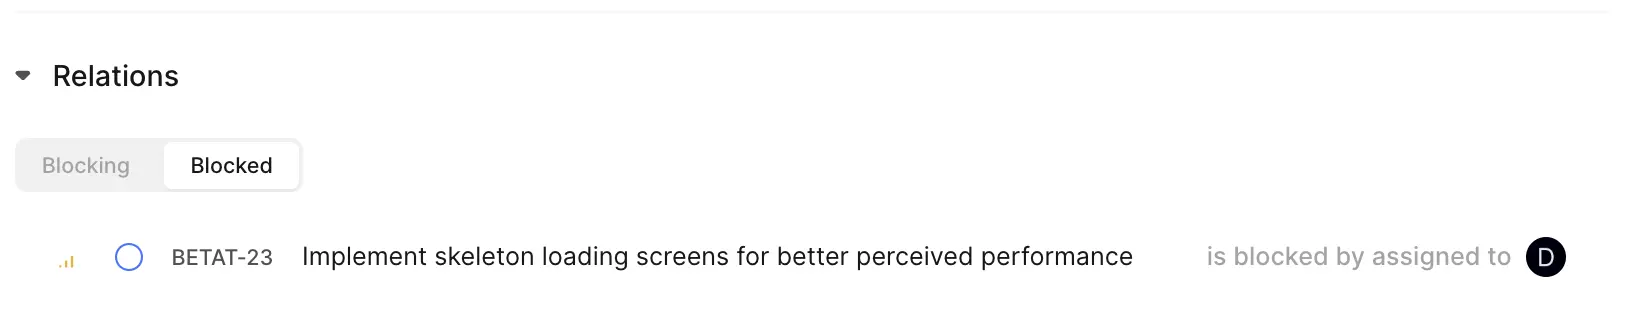 Relations
Blocking Blocked
BETAT-23 Implement skeleton loading screens for better perceived performance is blocked by assigned to D